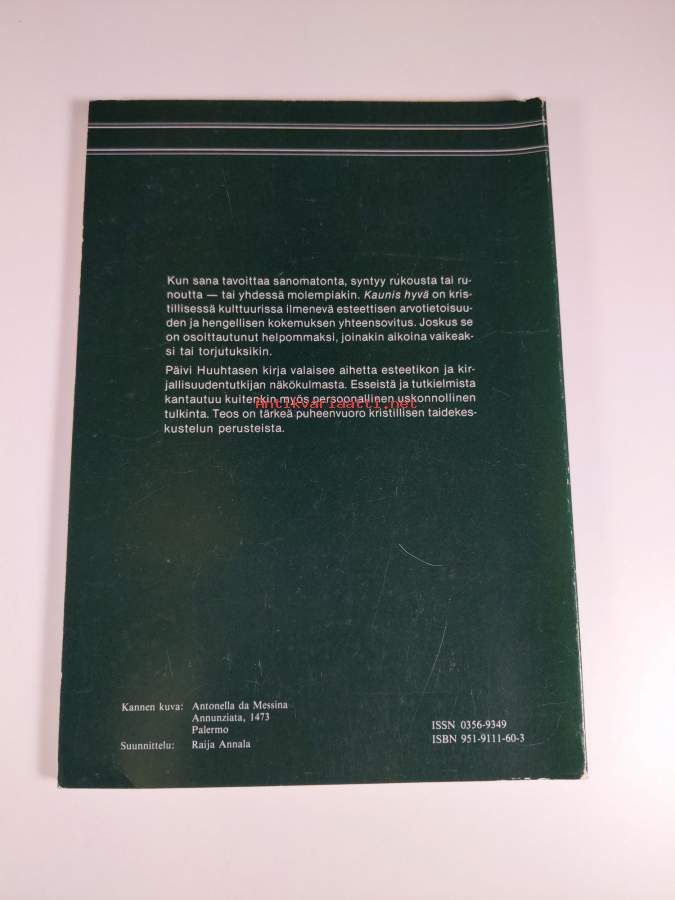 Kun sana tavoittaa sanomatonta, syntyy rukousta tai ru-
noutta — tai yhdessä molempiakin. Kaunis hyvä on kris-
tillisessä kulttuurissa ilmenevä esteettisen arvotietoisuu-
den ja hengellisen kokemuksen yhteensovitus. Joskus se
on osoittautunut helpommaksi, joinakin aikoina vaikeak-
si tai torjutuksikin.
Päivi Huuhtasen kirja valaisee aihetta esteetikon ja kir-
jallisuudentutkijan näkökulmasta. Esseistä ja tutkielmista
kantautuu kuitenkin myös persoonallinen uskonnollinen
Antikvariaatti.net
tulkinta. Teos on tärkeä puheenvuoro kristillisen taidekes-
kustelun perusteista.
Kannen kuva: Antonella da Messina
Annunziata, 1473
Palermo
Suunnittelu: Raija Annala
ISSN 0356-9349
ISBN 951-9111-60-3